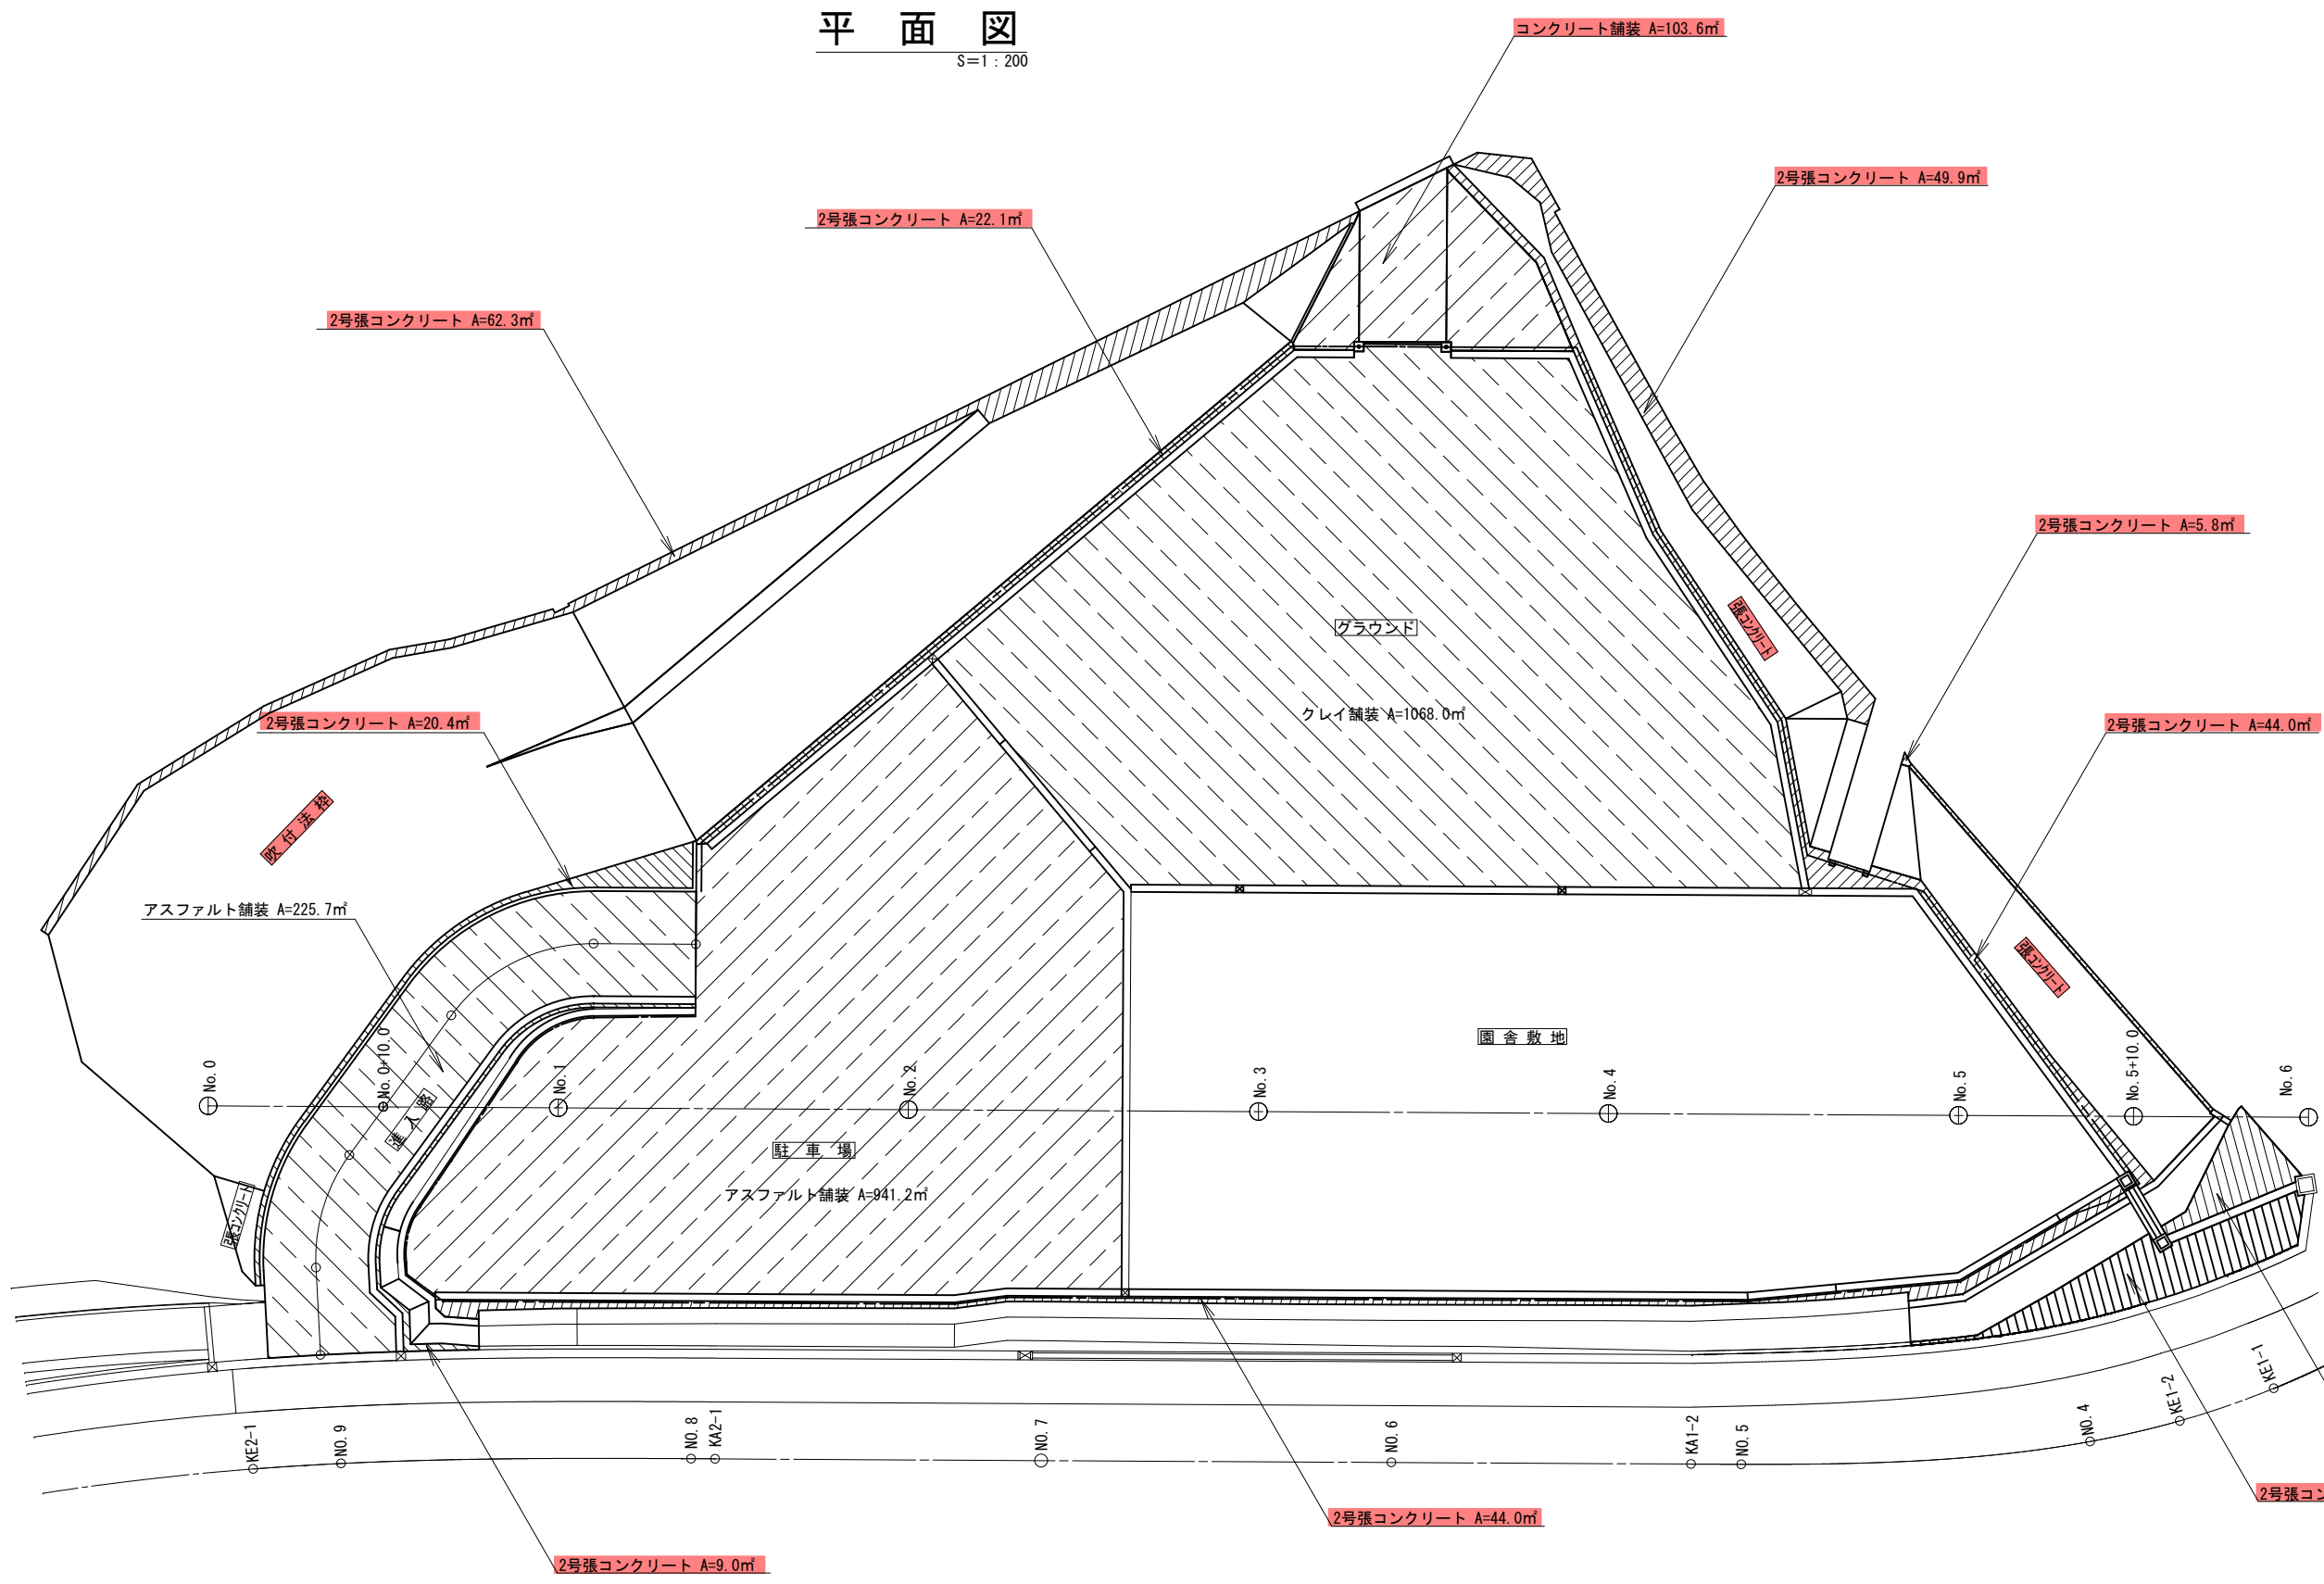 平 面 図
S=1:200
コンクリート舗装 A=103.6㎡
2号張コンクリート A=49.9㎡
2号張コンクリート A=22.1㎡
2号張コンクリート A=62.3㎡
2号張コンクリート A=5.8㎡
張コンクリート
グラウンド
クレイ舗装 A=1068.0㎡
2号張コンクリート A=20.4㎡
2号張コンクリート A=44.0㎡
吹付法枠
アスファルト舗装 A=225.7㎡
張コンクリート
園舎敷地
No.0
No.0+10.0
No.1
No.2
No.3
No.4
No.5
No.5+10.0
No.6
進入路
駐車場
アスファルト舗装 A=941.2㎡
張コンクリート
KE2-1
NO.9
NO.8
KA2-1
NO.7
NO.6
KA1-2
NO.5
NO.4
KE1-2
KE1-1
2号張コン
2号張コンクリート A=44.0㎡
2号張コンクリート A=9.0㎡